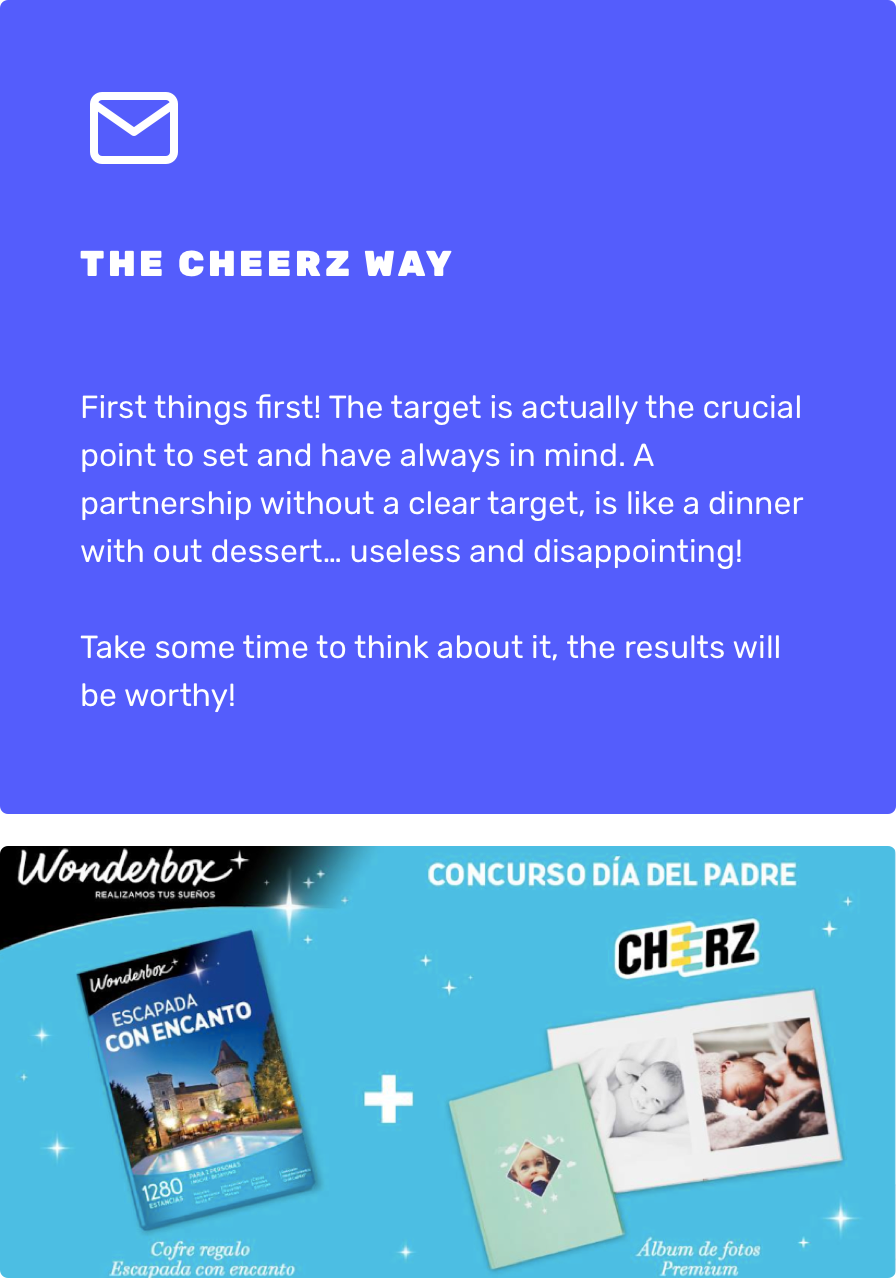 THE CHEERZ WAY
First things first! The target is actually the crucial
point to set and have always in mind. A
partnership without a clear target, is like a dinner
with out dessert... useless and disappointing!
Take some time to think about it, the results will
be worthy!
Wonderbox
REALIZAMOS TUS SUEÑOS
CONCURSO DÍA DEL PADRE
CHEERZ
Wonderbox
ESCAPADA
CON ENCANTO
PARA 2 PERSONAS
1280
ESTANCIAS
Cofre regalo
Escapada con encanto
Álbum de fotos
Premium